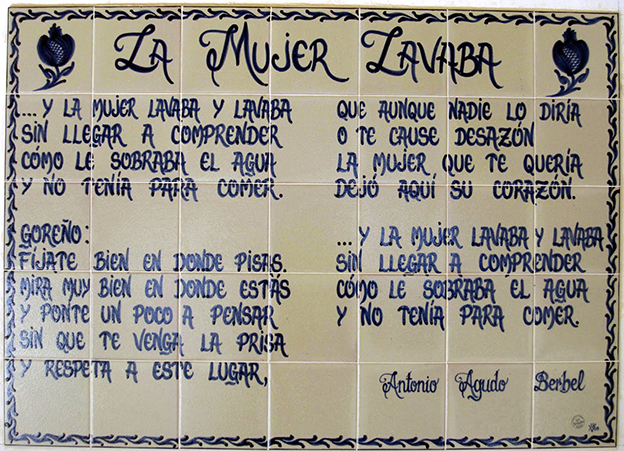 La Mujer Lavaba
...Y LA MUJER LAVABA Y LAVABA
SIN LLEGAR A COMPRENDER
CÓMO LE SOBRABA EL AGUA
Y NO TENÍA PARA COMER.
GOREÑO:
FÍJATE BIEN EN DONDE PISAS.
MIRA MUY BIEN EN DONDE ESTÁS
Y PONTE UN POCO A PENSAR
SIN QUE TE VENGA LA PRISA
Y RESPETA A ESTE LUGAR,
QUE AUNQUE NADIE LO DIRÍA
O TE CAUSE DESAZÓN
LA MUJER QUE TE QUERÍA
DEJÓ AQUÍ SU CORAZÓN.
...Y LA MUJER LAVABA Y LAVABA
SIN LLEGAR A COMPRENDER
CÓMO LE SOBRABA EL AGUA
Y NO TENÍA PARA COMER.
Antonio Agudo Berbel